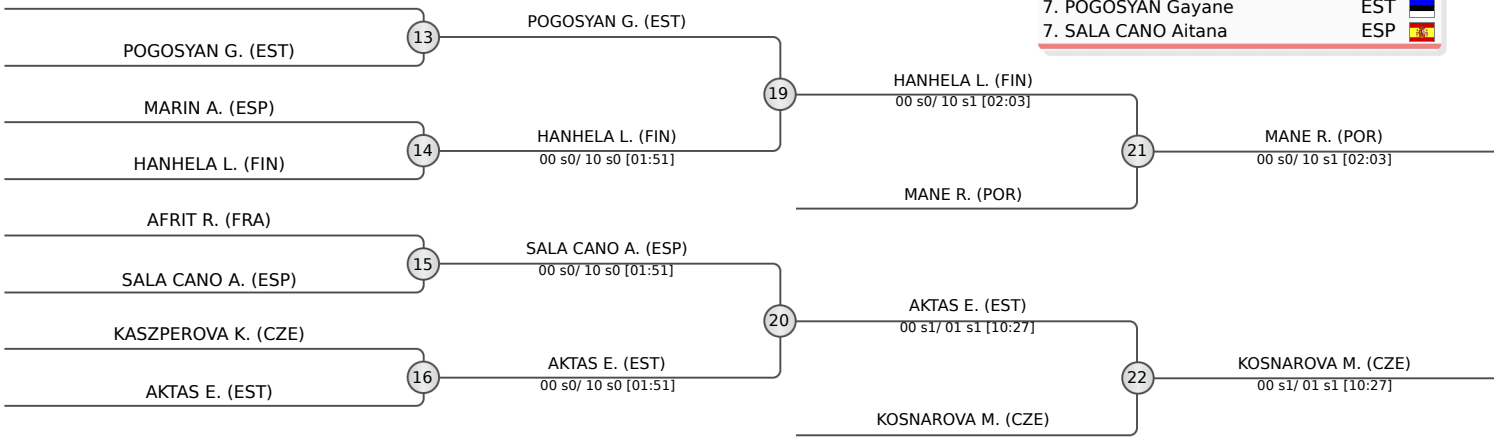 7. POGOSYAN Gayane EST
7. SALA CANO Aitana ESP
POGOSYAN G. (EST)
13
POGOSYAN G. (EST)
MARIN A. (ESP)
14
HANHELA L. (FIN)
HANHELA L. (FIN)
00 s0/ 10 s0 [01:51]
19
HANHELA L. (FIN)
00 s0/ 10 s1 [02:03]
MANE R. (POR)
21
MANE R. (POR)
00 s0/ 10 s1 [02:03]
AFRIT R. (FRA)
15
SALA CANO A. (ESP)
SALA CANO A. (ESP)
00 s0/ 10 s0 [01:51]
KASZPEROVA K. (CZE)
16
AKTAS E. (EST)
AKTAS E. (EST)
00 s0/ 10 s0 [01:51]
20
AKTAS E. (EST)
00 s1/ 01 s1 [10:27]
KOSNAROVA M. (CZE)
22
KOSNAROVA M. (CZE)
00 s1/ 01 s1 [10:27]